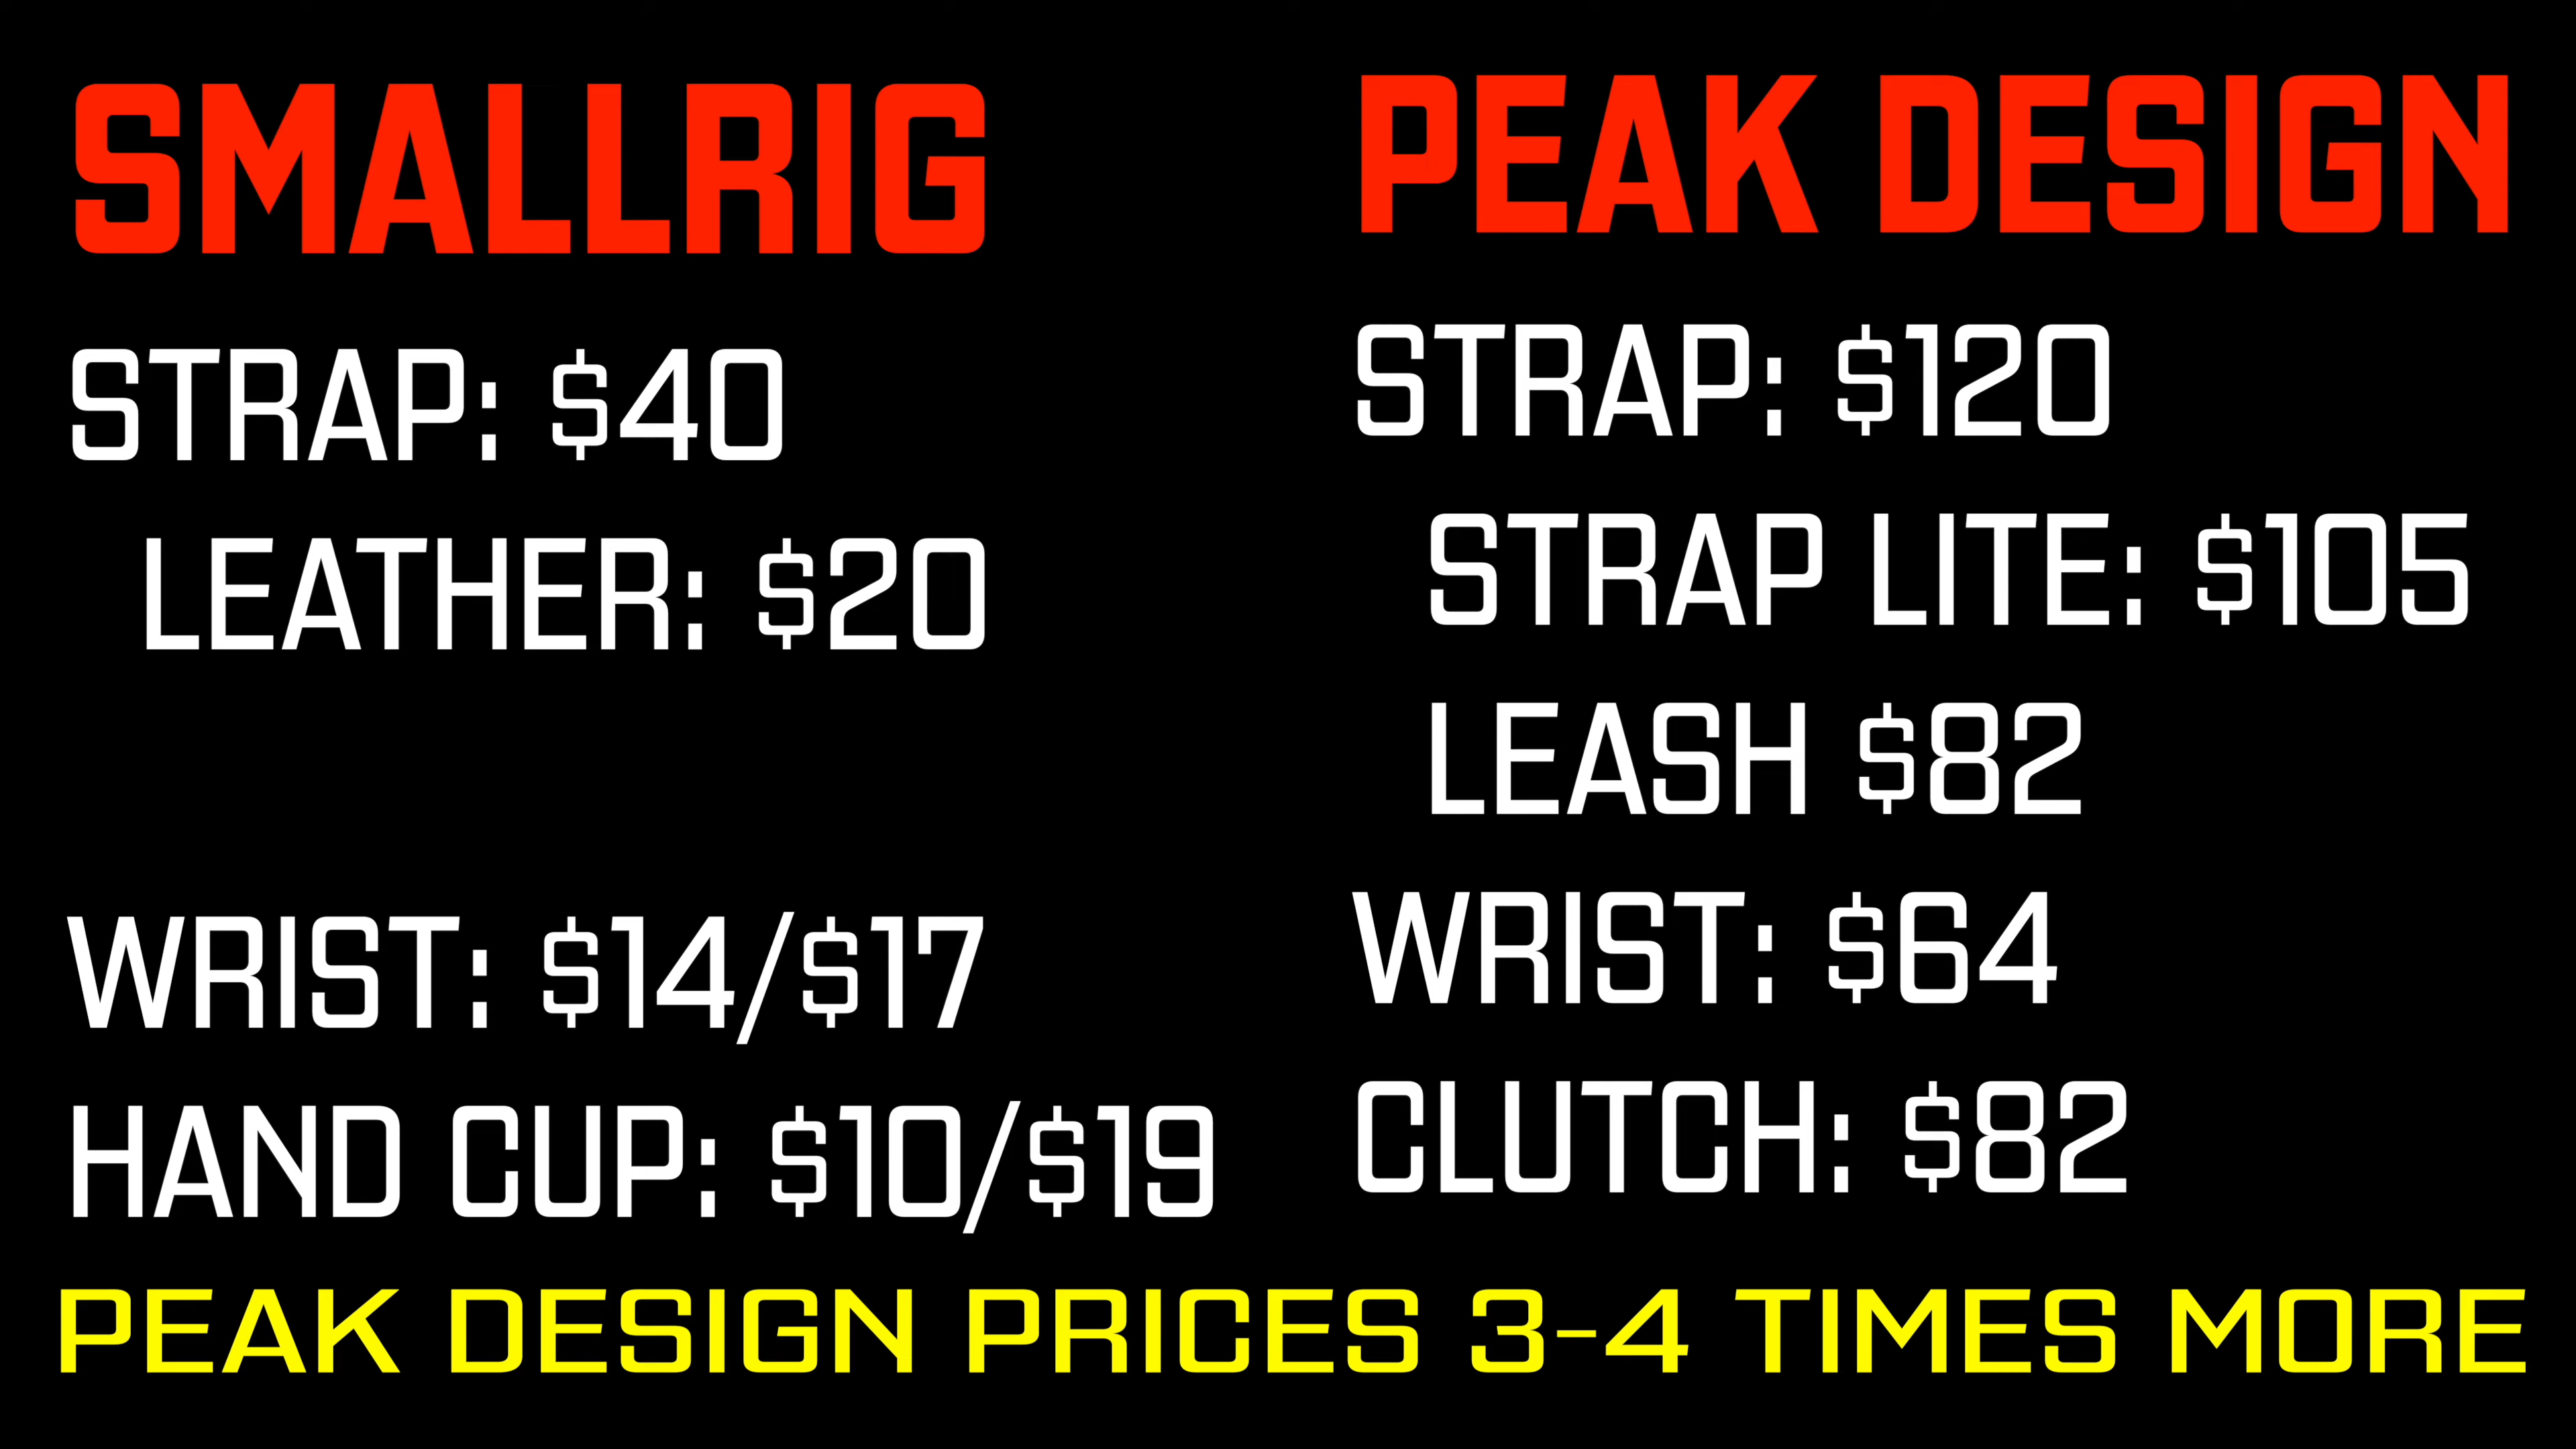 SMALLRIG
STRAP: $40
LEATHER: $20
WRIST: $14/$17
HAND CUP: $10/$19
PEAK DESIGN
STRAP: $120
STRAP LITE: $105
LEASH $82
WRIST: $64
CLUTCH: $82
PEAK DESIGN PRICES 3-4 TIMES MORE